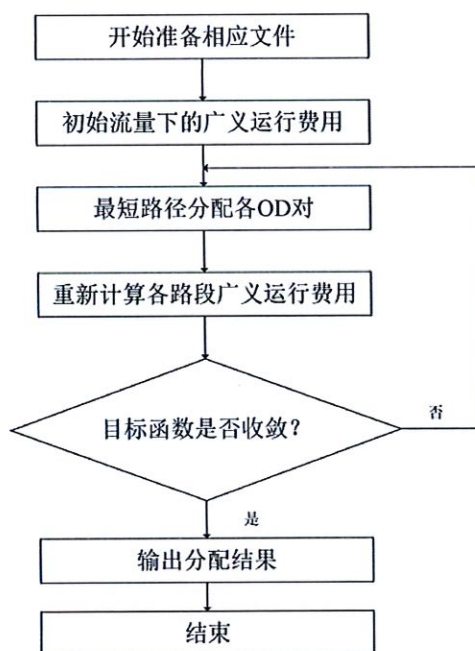 开始准备相应文件
初始流量下的广义运行费用
最短路径分配各OD对
重新计算各路段广义运行费用
目标函数是否收敛？
否
是
输出分配结果
结束